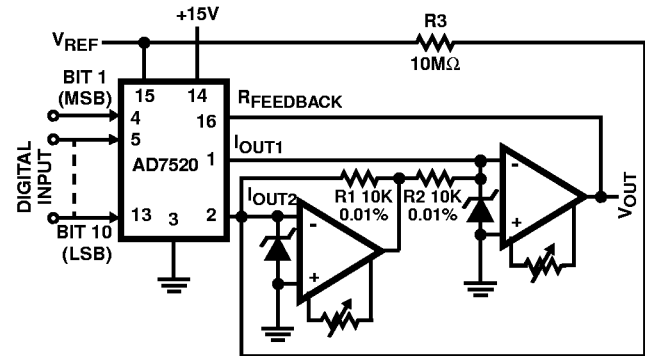 +15V
VREF
R3
10MΩ
BIT 1
(MSB)
15
14
RFEEDBACK
4
16
5
IOUT1
1
AD7520
DIGITAL
INPUT
R1 10K
0.01%
R2 10K
0.01%
IOUT2
13
3
2
BIT 10
(LSB)
-
+
-
+
VOUT